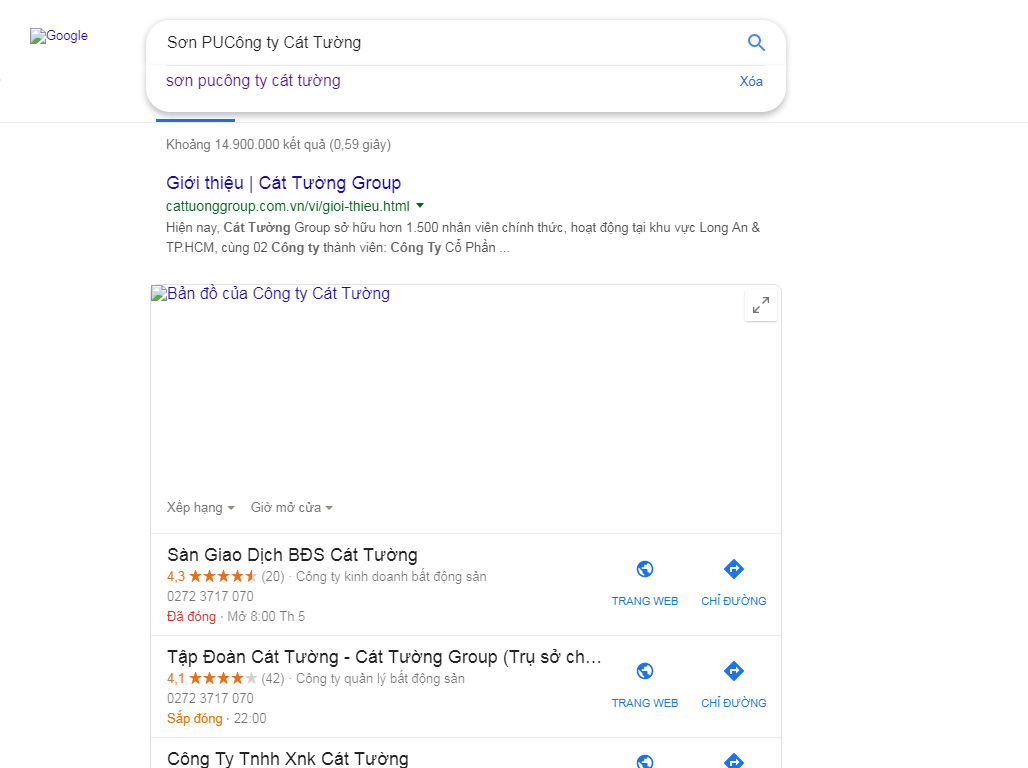 Google
Sơn PUCông ty Cát Tường
sơn pucông ty cát tường
Xóa
Khoảng 14.900.000 kết quả (0,59 giây)
Giới thiệu | Cát Tường Group
cattuonggroup.com.vn/vi/gioi-thieu.html
Hiện nay, Cát Tường Group sở hữu hơn 1.500 nhân viên chính thức, hoạt động tại khu vực Long An &
TP.HCM, cùng 02 Công ty thành viên: Công Ty Cổ Phần ...
Bản đồ của Công ty Cát Tường
Xếp hạng Giờ mở cửa
Sàn Giao Dịch BĐS Cát Tường
4,3 (20) · Công ty kinh doanh bất động sản
0272 3717 070
Đã đóng · Mở 8:00 Th 5
TRANG WEB
CHỈ ĐƯỜNG
Tập Đoàn Cát Tường - Cát Tường Group (Trụ sở ch...
4,1 (42) · Công ty quản lý bất động sản
0272 3717 070
Sắp đóng · 22:00
TRANG WEB
CHỈ ĐƯỜNG
Công Ty Tnhh Xnk Cát Tường